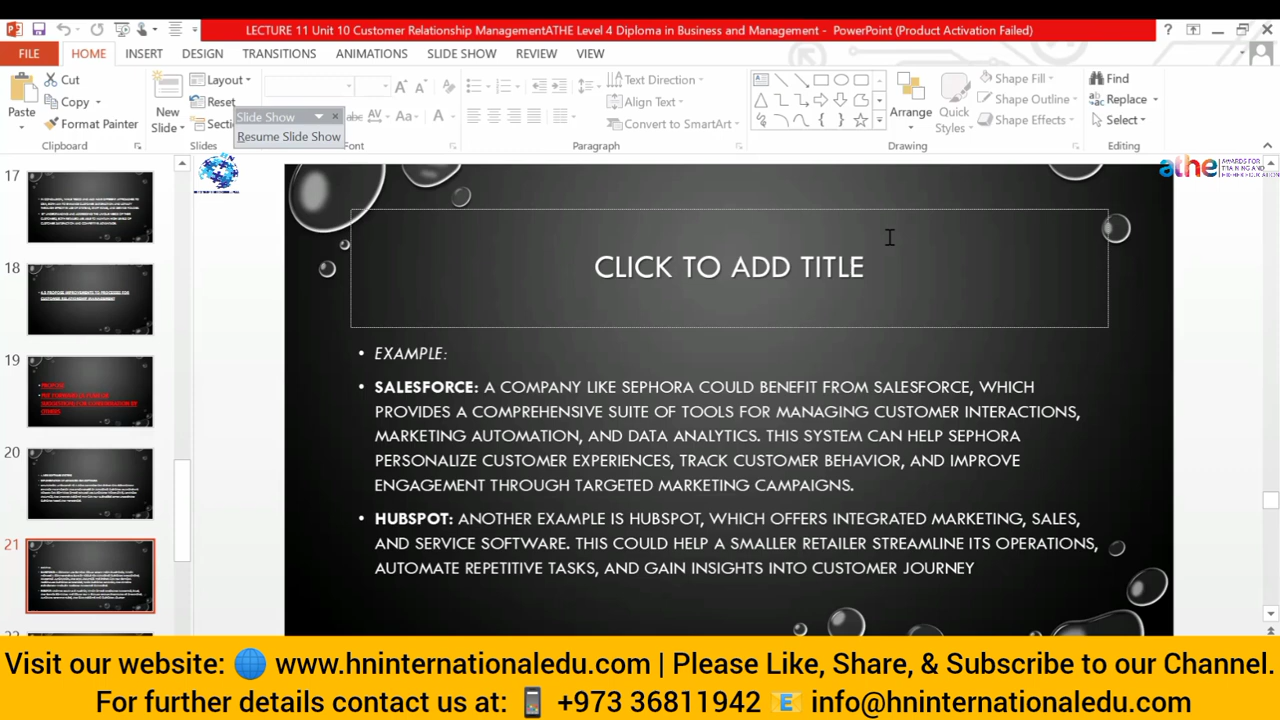 LECTURE 11 Unit 10 Customer Relationship ManagementATHE Level 4 Diploma in Business and Management - PowerPoint (Product Activation Failed)
FILE HOME INSERT DESIGN TRANSITIONS ANIMATIONS SLIDE SHOW REVIEW VIEW
Cut
Copy
Format Painter
Paste
Clipboard
New
Slide
Layout
Reset
Slides
Slide Show
Resume Slide Show
abc AV Aa A
Font
Text Direction
Align Text
Convert to SmartArt
Paragraph
Arrange
Quick
Styles
Shape Fill
Shape Outline
Shape Effects
Drawing
Find
Replace
Select
Editing
athe AWARDS FOR
TRAINING AND
HIGHER EDUCATION
17
18
19
20
21
CLICK TO ADD TITLE
• EXAMPLE:
• SALESFORCE: A COMPANY LIKE SEPHORA COULD BENEFIT FROM SALESFORCE, WHICH
PROVIDES A COMPREHENSIVE SUITE OF TOOLS FOR MANAGING CUSTOMER INTERACTIONS,
MARKETING AUTOMATION, AND DATA ANALYTICS. THIS SYSTEM CAN HELP SEPHORA
PERSONALIZE CUSTOMER EXPERIENCES, TRACK CUSTOMER BEHAVIOR, AND IMPROVE
ENGAGEMENT THROUGH TARGETED MARKETING CAMPAIGNS.
• HUBSPOT: ANOTHER EXAMPLE IS HUBSPOT, WHICH OFFERS INTEGRATED MARKETING, SALES,
AND SERVICE SOFTWARE. THIS COULD HELP A SMALLER RETAILER STREAMLINE ITS OPERATIONS,
AUTOMATE REPETITIVE TASKS, AND GAIN INSIGHTS INTO CUSTOMER JOURNEY
Visit our website: 🌐 www.hninternationaledu.com | Please Like, Share, & Subscribe to our Channel.
For further details contact us at: 📱 +973 36811942 📧 info@hninternationaledu.com